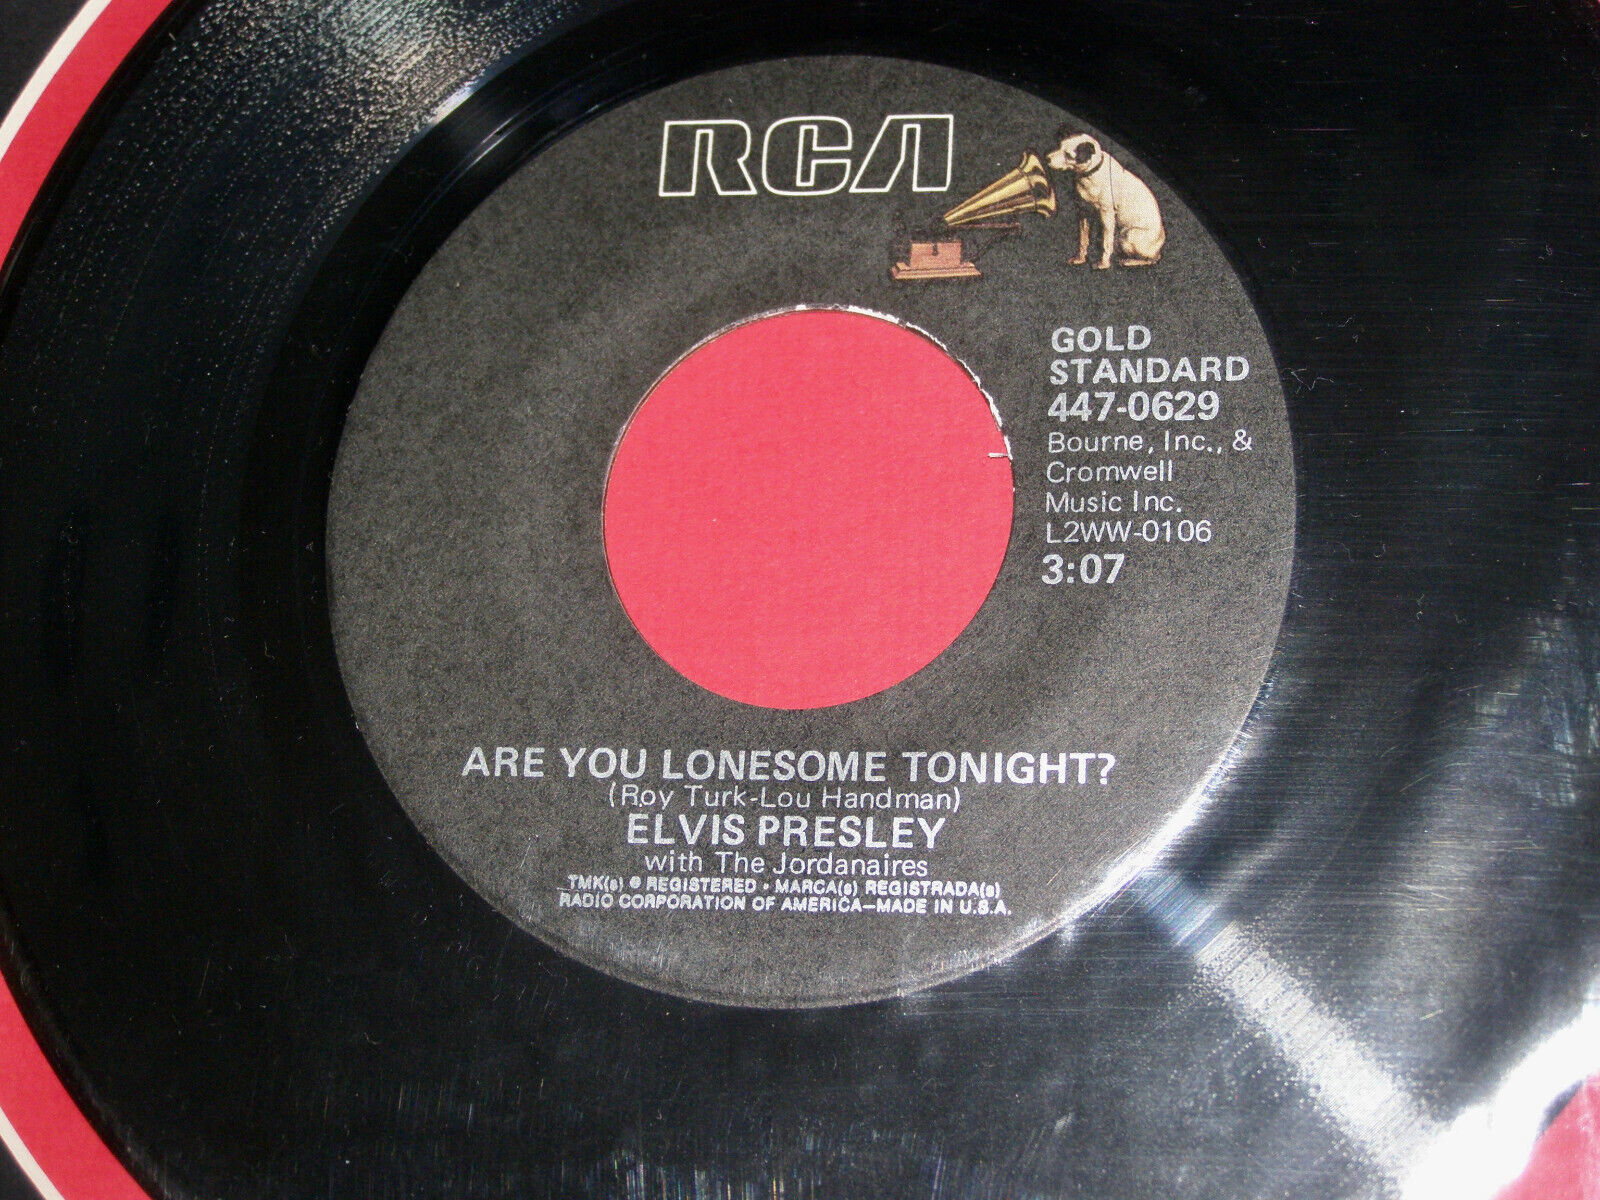 RCA
GOLD
STANDARD
447-0629
Bourne, Inc., &
Cromwell
Music Inc.
L2WW-0106
3:07
ARE YOU LONESOME TONIGHT?
(Roy Turk-Lou Handman)
ELVIS PRESLEY
with The Jordanaires
TMK(s) ® REGISTERED • MARCA(s) REGISTRADA(s)
RADIO CORPORATION OF AMERICA—MADE IN U.S.A.